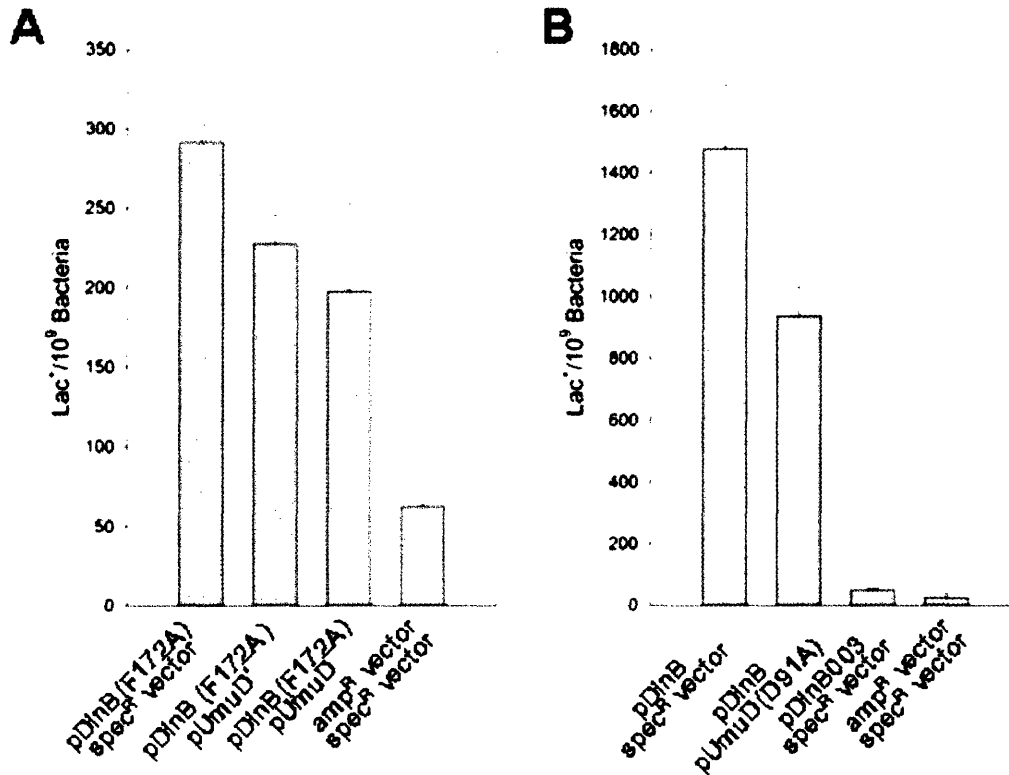 A
350
300
250
200
150
100
50
0
Lac⁺/10⁹ Bacteria
pDinB(F172A)
specᴿ vector
pDinB (F172A)
pUmuD
pDinB(F172A)
pUmuD
ampᴿ vector
specᴿ vector
B
1800
1600
1400
1200
1000
800
600
400
200
0
Lac⁺/10⁹ Bacteria
pDinB
specᴿ vector
pDinB
pUmuD(D91A)
pDinB003
specᴿ vector
ampᴿ vector
specᴿ vector